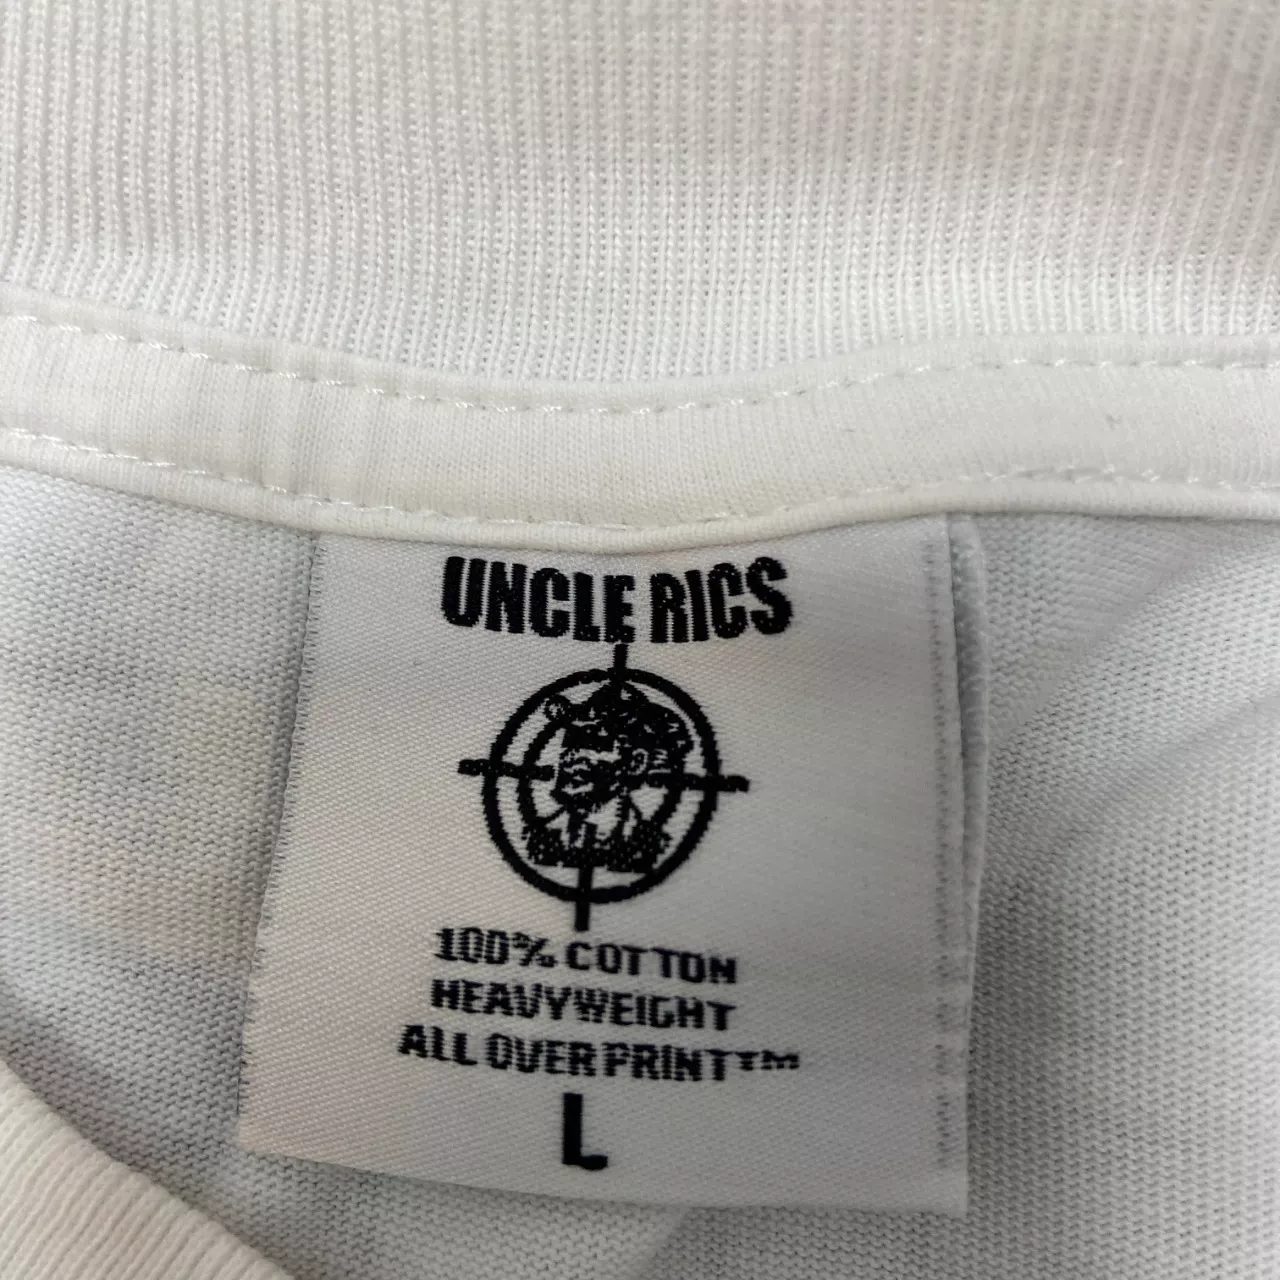 UNCLE RICS
100% COTTON
HEAVYWEIGHT
ALL OVER PRINT™
L